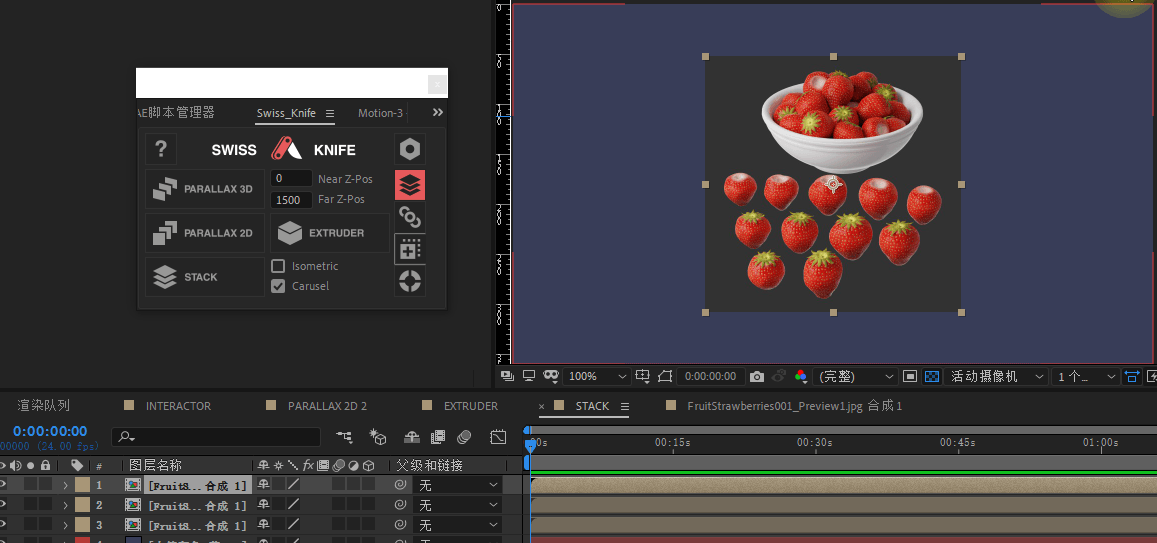 AE脚本管理器 Swiss_Knife Motion-3
? SWISS KNIFE
PARALLAX 3D 0 Near Z-Pos
1500 Far Z-Pos
PARALLAX 2D EXTRUDER
STACK Isometric
Carusel
100% 0:00:00:00 (完整) 活动摄像机 1 个...
渲染队列 INTERACTOR PARALLAX 2D 2 EXTRUDER × STACK FruitStrawberries001_Preview1.jpg 合成 1
0:00:00:00
00000 (24.00 fps)
:00s 00:15s 00:30s 00:45s 01:00s
# 图层名称 fx 父级和链接
1 [FruitS... 合成 1] 无
2 [FruitS... 合成 1] 无
3 [FruitS... 合成 1] 无